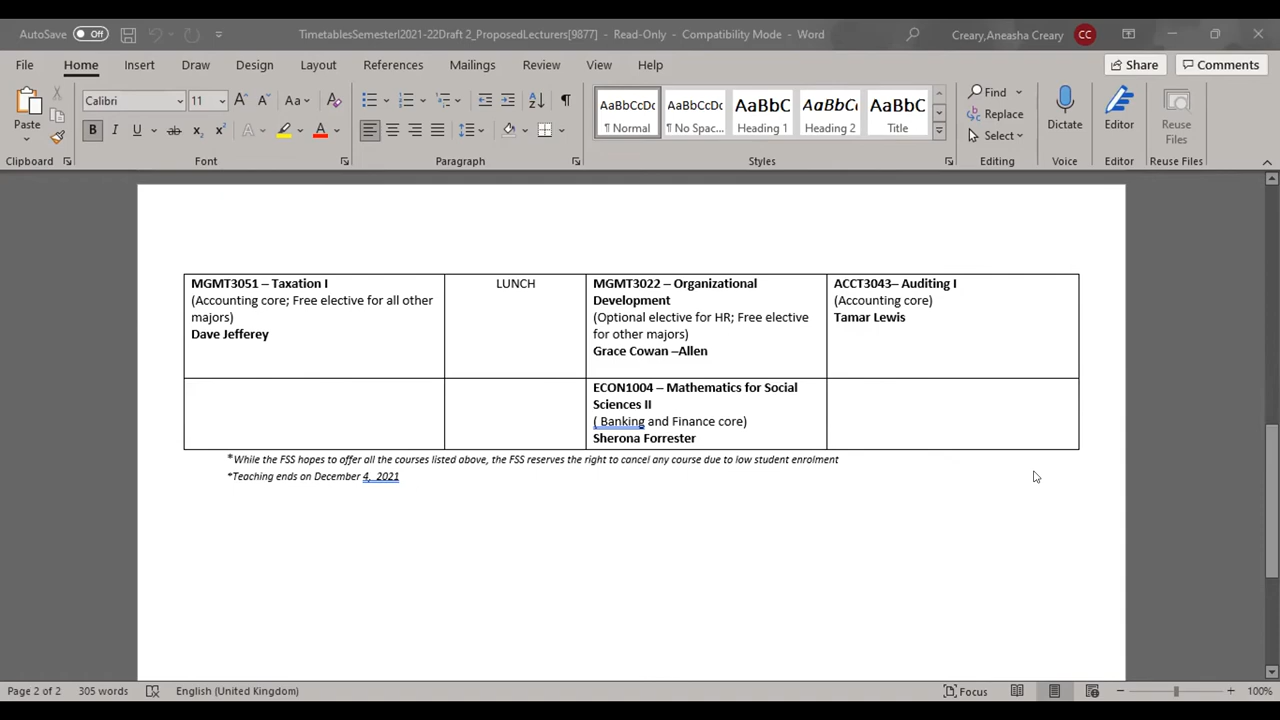 AutoSave Off TimetablesSemesterI2021-22Draft 2_ProposedLecturers[9877] - Read-Only - Compatibility Mode - Word Creary,Aneasha Creary CC
File Home Insert Draw Design Layout References Mailings Review View Help Share Comments
Paste
Clipboard
Calibri 11
Font
Paragraph
AaBbCcDc AaBbCcDc AaBbC AaBbC AaBbC
¶ Normal ¶ No Spac... Heading 1 Heading 2 Title
Styles
Find
Replace
Select
Editing
Dictate
Voice
Editor
Editor
Reuse
Files
Reuse Files
MGMT3051 – Taxation I
(Accounting core; Free elective for all other
majors)
Dave Jefferey
LUNCH
MGMT3022 – Organizational
Development
(Optional elective for HR; Free elective
for other majors)
Grace Cowan –Allen
ACCT3043– Auditing I
(Accounting core)
Tamar Lewis
ECON1004 – Mathematics for Social
Sciences II
( Banking and Finance core)
Sherona Forrester
*While the FSS hopes to offer all the courses listed above, the FSS reserves the right to cancel any course due to low student enrolment
*Teaching ends on December 4, 2021
Page 2 of 2 305 words English (United Kingdom) Focus 100%